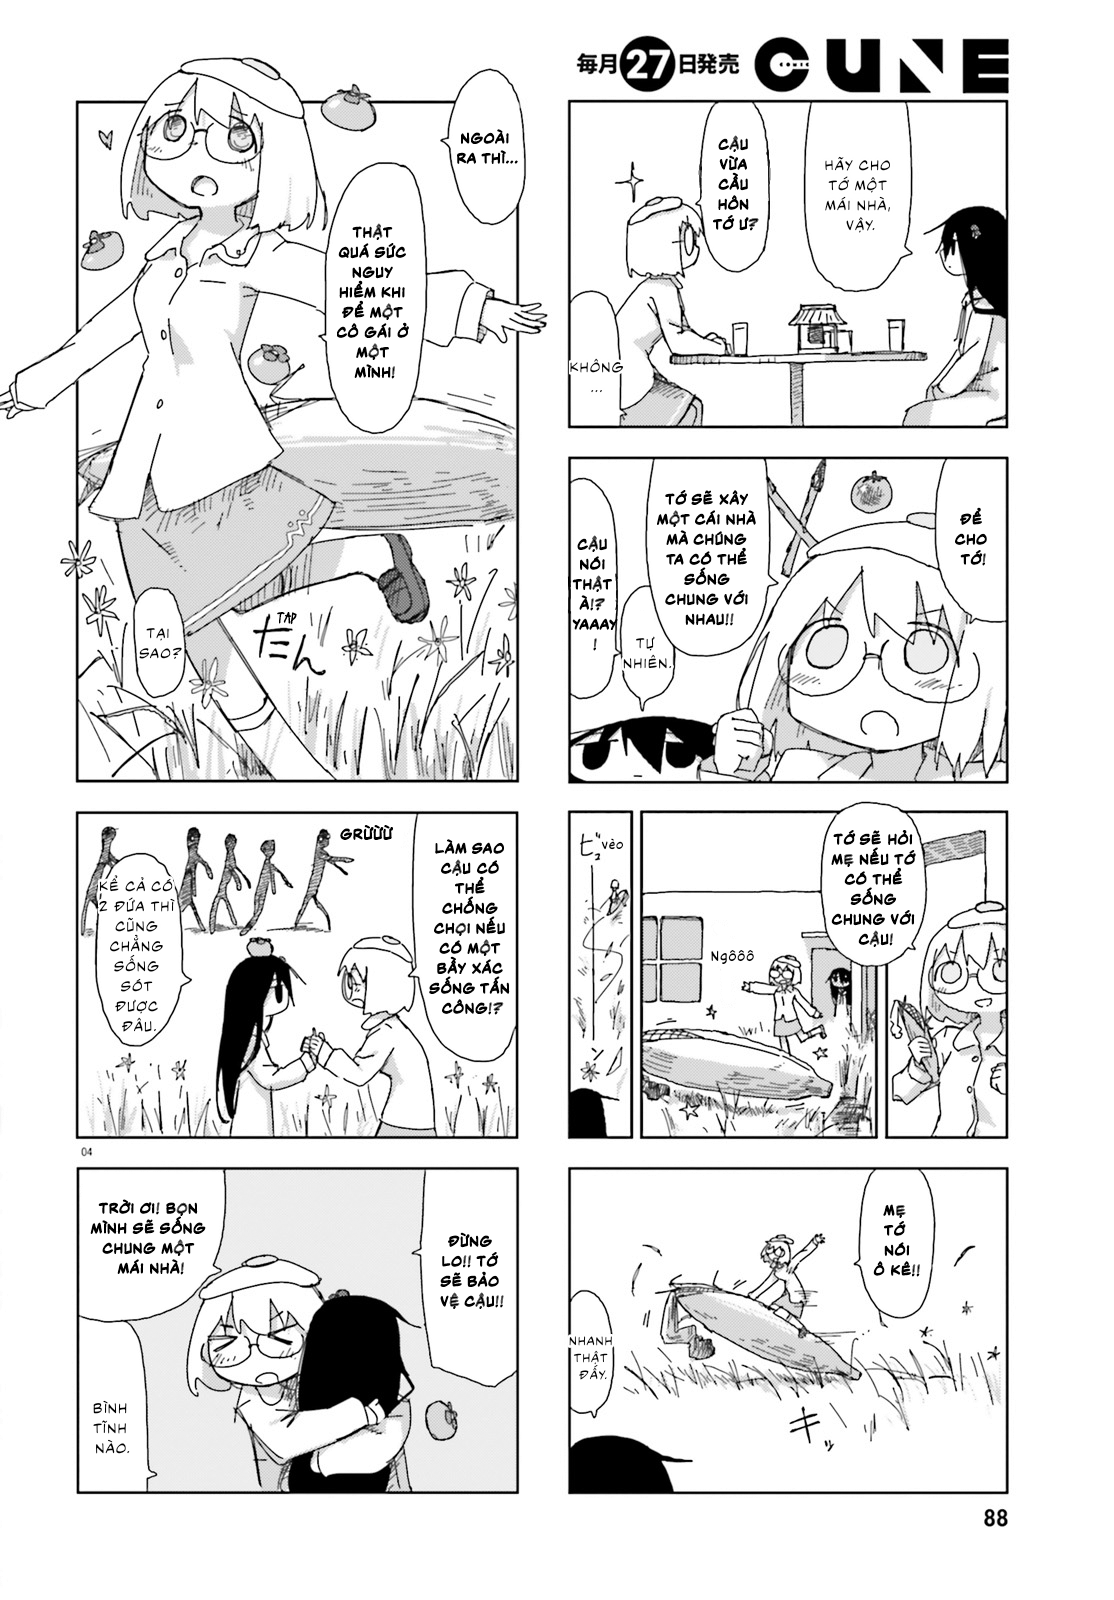 毎月27日発売 COMIC CUNE
HÃY CHO
TỚ MỘT
MÁI NHÀ,
VẬY.
CẬU
VỪA
CẦU
HÔN
TỚ Ư?
KHÔNG
...
ĐỂ
CHO
TỚ!
TỚ SẼ XÂY
MỘT CÁI NHÀ
MÀ CHÚNG
TA CÓ THỂ
SỐNG
CHUNG VỚI
NHAU!!
CẬU
NÓI
THẬT
À!?
YAAAY
!
TỰ
NHIÊN.
TỚ SẼ HỎI
MẸ NẾU TỚ
CÓ THỂ
SỐNG
CHUNG VỚI
CẬU!
Ngôôô
Vèo
MẸ
TỚ
NÓI
Ô KÊ!!
NHANH
THẬT
ĐẤY.
キッ
NGOÀI
RA THÌ...
THẬT
QUÁ SỨC
NGUY
HIỂM KHI
ĐỂ MỘT
CÔ GÁI Ở
MỘT
MÌNH!
TẠI
SAO?
TAP
たん
LÀM SAO
CẬU CÓ
THỂ
CHỐNG
CHỌI NẾU
CÓ MỘT
BẦY XÁC
SỐNG TẤN
CÔNG!?
GRÙÙÙ
KỂ CẢ CÓ
2 ĐỨA THÌ
CŨNG
CHẲNG
SỐNG
SÓT
ĐƯỢC
ĐÂU.
04
ĐỪNG
LO!! TỚ
SẼ BẢO
VỆ CẬU!!
TRỜI ƠI! BỌN
MÌNH SẼ SỐNG
CHUNG MỘT
MÁI NHÀ!
BÌNH
TĨNH
NÀO.
88